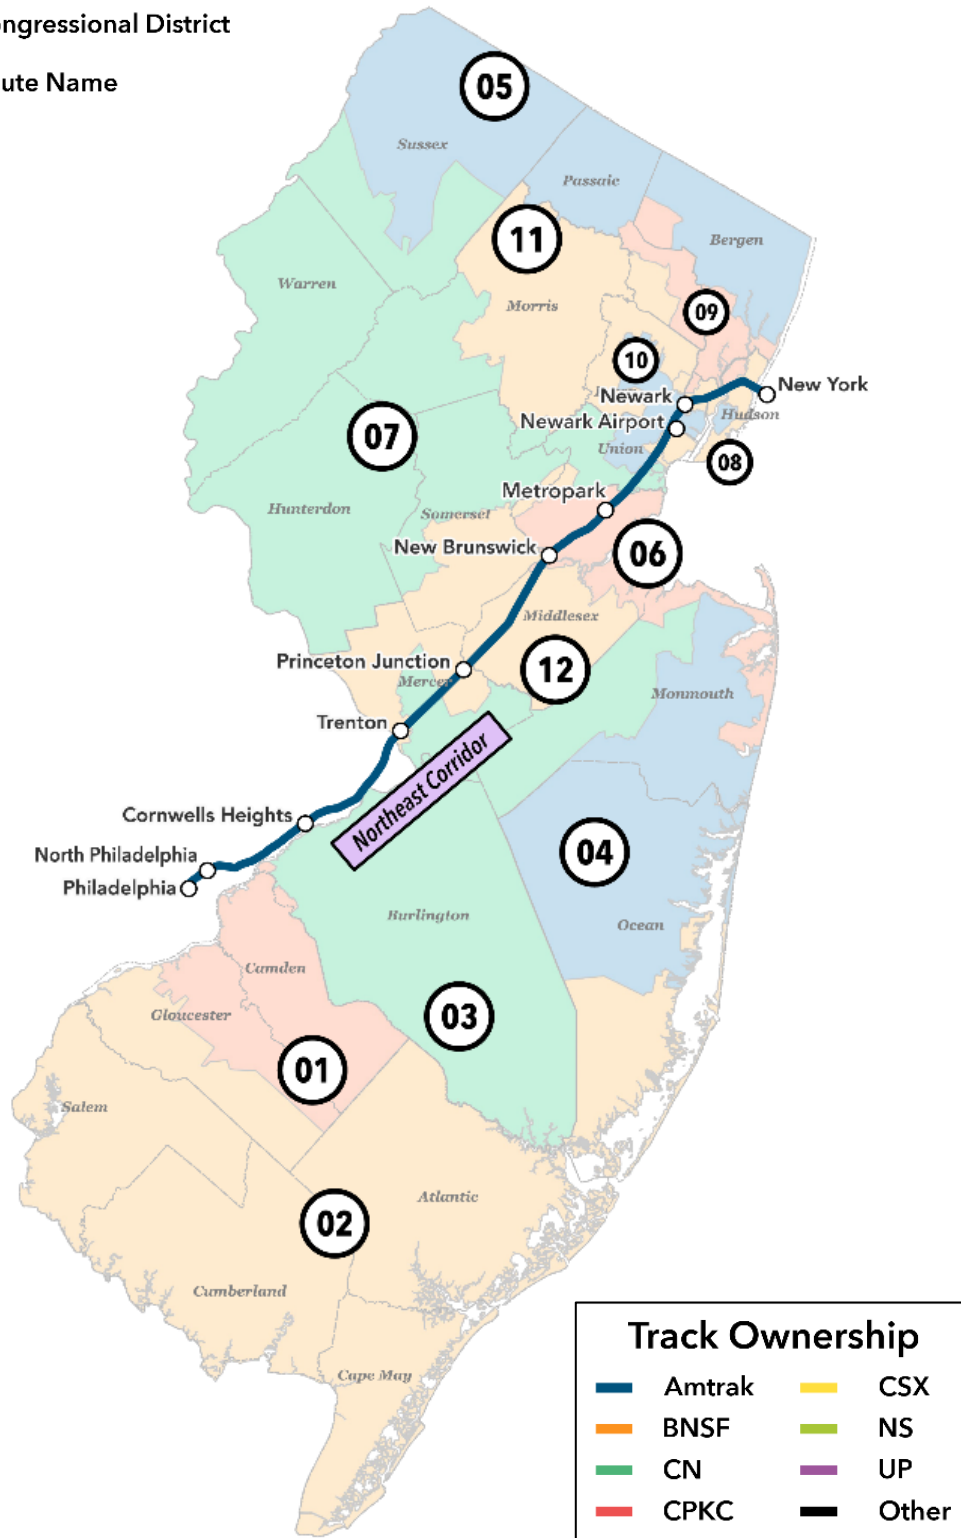 ongressional District
ute Name
05
Sussex
Passaic
11
Bergen
Warren
Morris
09
10
New York
Newark
Hudson
Newark Airport
07
Union
08
Metropark
Hunterdon
Somerset
New Brunswick
06
Middlesex
Princeton Junction
12
Mercer
Monmouth
Trenton
Northeast Corridor
Cornwells Heights
04
North Philadelphia
Philadelphia
Burlington
Ocean
Camden
Gloucester
03
01
Salem
Atlantic
02
Cumberland
Cape May
Track Ownership
Amtrak CSX
BNSF NS
CN UP
CPKC Other